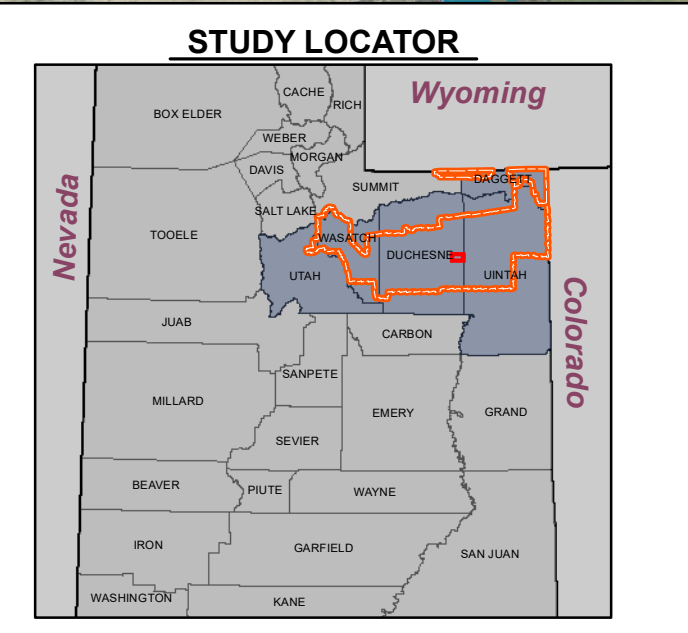 STUDY LOCATOR
Wyoming
Nevada
Colorado
BOX ELDER
CACHE
RICH
WEBER
MORGAN
DAVIS
SUMMIT
DAGGETT
SALT LAKE
TOOELE
WASATCH
DUCHESNE
UTAH
UINTAH
JUAB
CARBON
SANPETE
MILLARD
EMERY
GRAND
SEVIER
BEAVER
PIUTE
WAYNE
IRON
GARFIELD
SAN JUAN
WASHINGTON
KANE